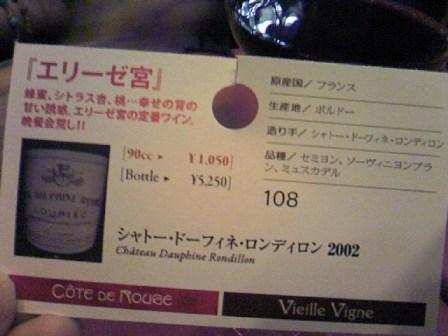 『エリーゼ宮』
蜂蜜、シトラス香、桃…幸せの背の
甘い誘惑。エリーゼ宮の定番ワイン。
晩餐会荒し!!
[90cc ▸ ¥1,050]
[Bottle ▸ ¥5,250]
原産国/ フランス
生産地/ ボルドー
造り手/ シャトー・ドーフィネ・ロンディロン
品種/ セミヨン、ソーヴィニヨンブラ
ン、ミュスカデル
108
シャトー・ドーフィネ・ロンディロン 2002
Château Dauphine Rondillon
CÔTE DE ROUGE
Vieille Vigne